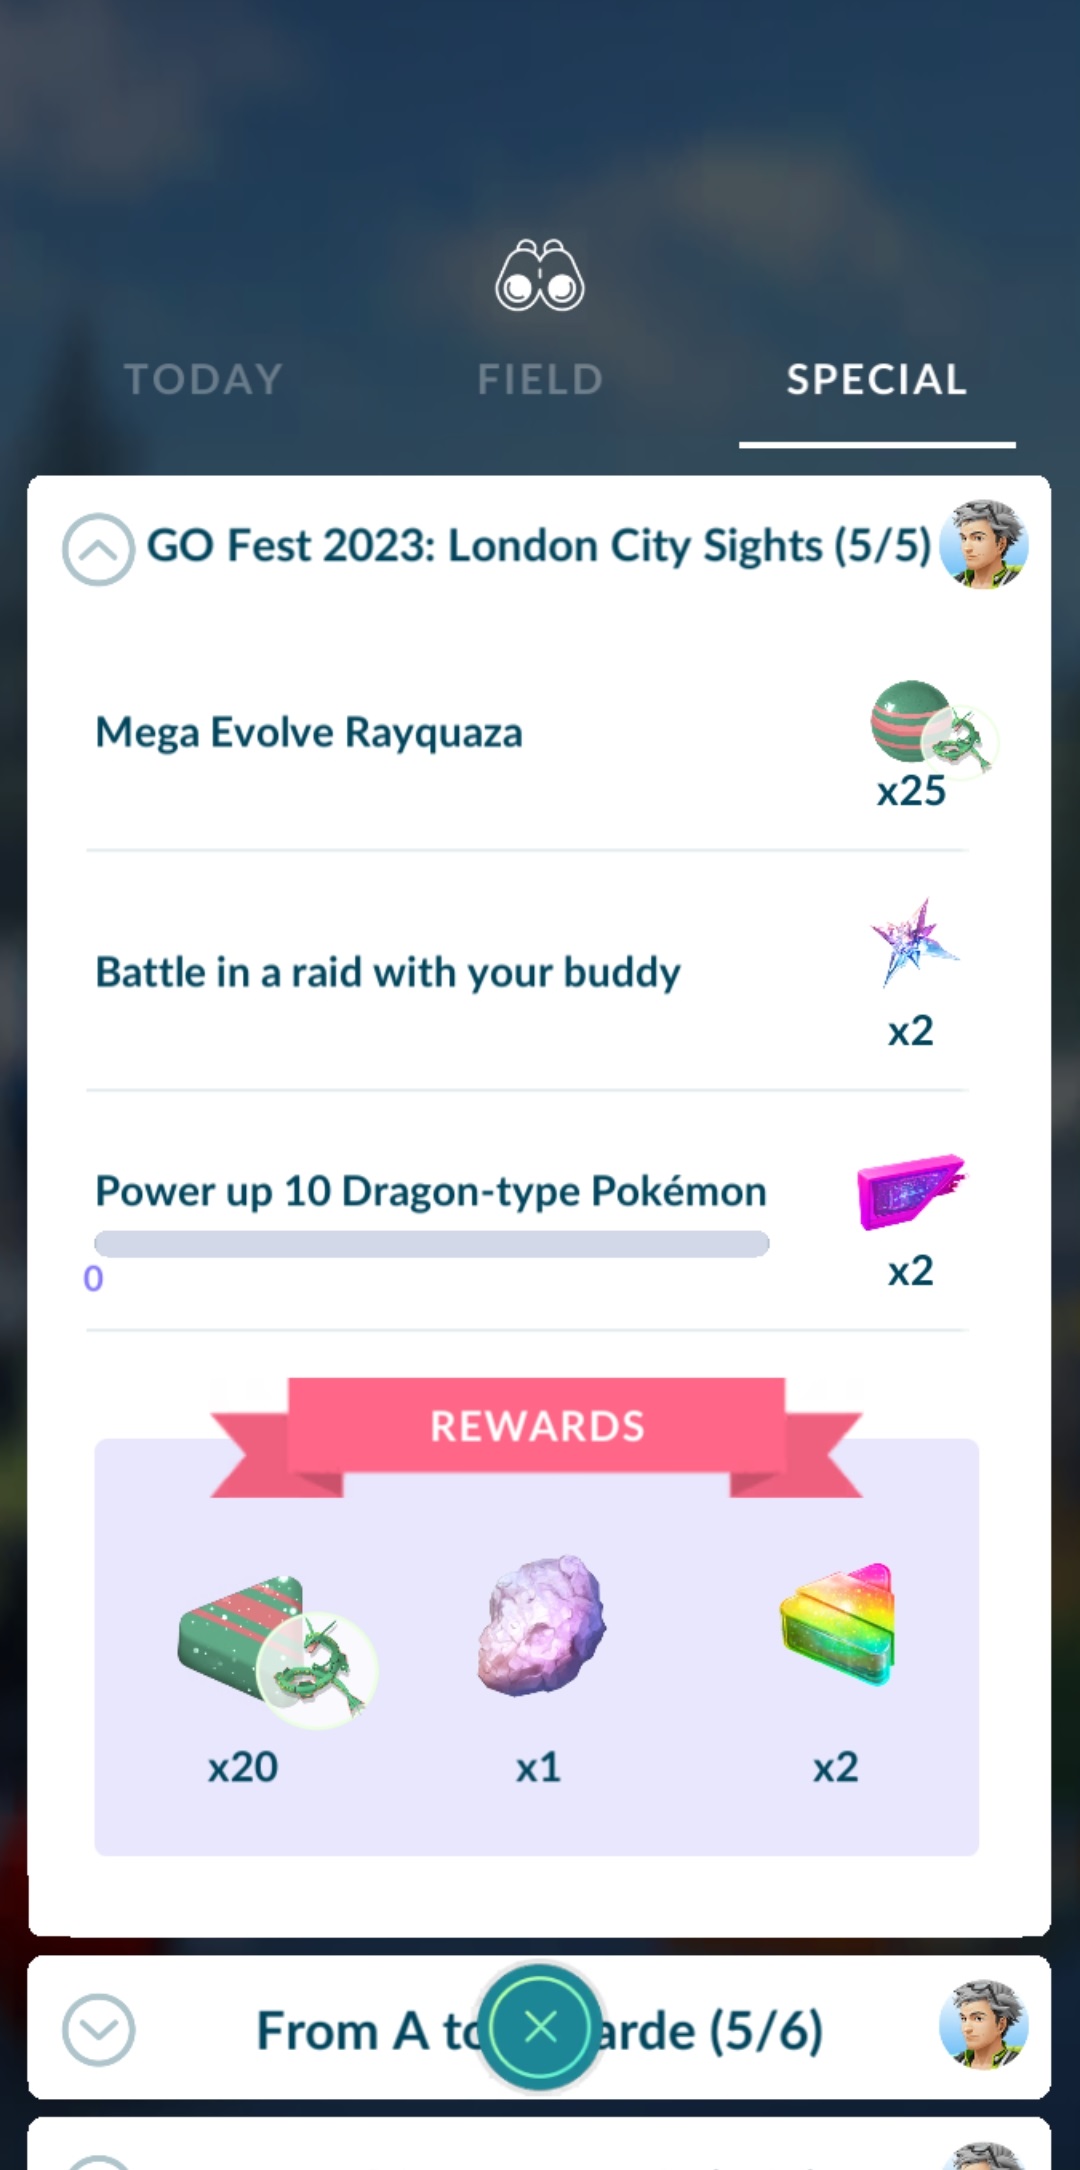 TODAY
FIELD
SPECIAL
GO Fest 2023: London City Sights (5/5)
Mega Evolve Rayquaza
x25
Battle in a raid with your buddy
x2
Power up 10 Dragon-type Pokémon
0
x2
REWARDS
x20
x1
x2
From A to arde (5/6)